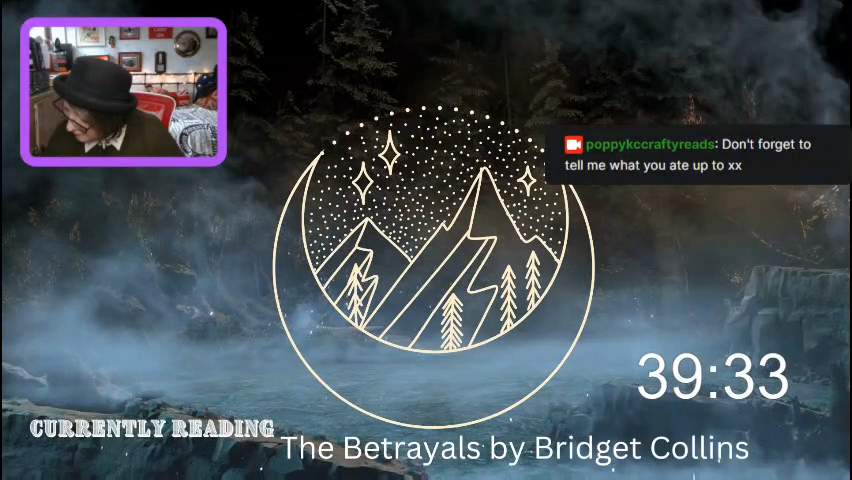 poppykccraftyreads: Don't forget to
tell me what you ate up to xx
39:33
CURRENTLY READING
The Betrayals by Bridget Collins